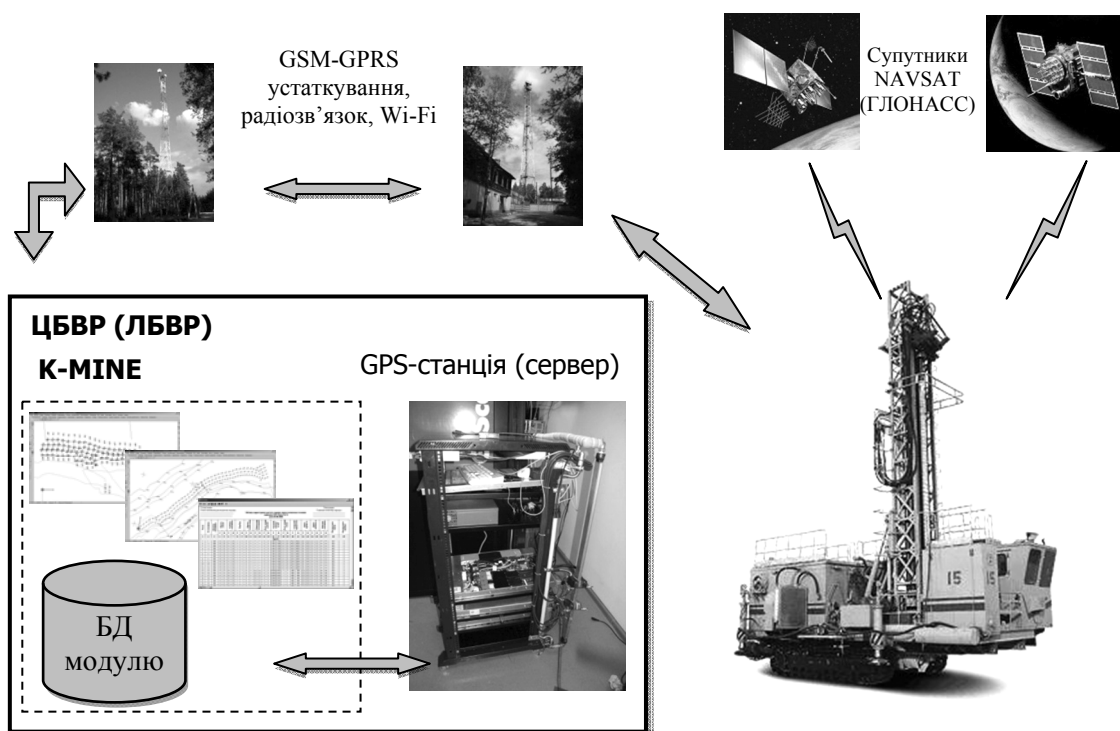 GSM-GPRS
устаткування,
радіозв’язок, Wi-Fi
Супутники
NAVSAT
(ГЛОНАСС)
ЦБВР (ЛБВР)
K-MINE
GPS-станція (сервер)
БД
модулю
15
15